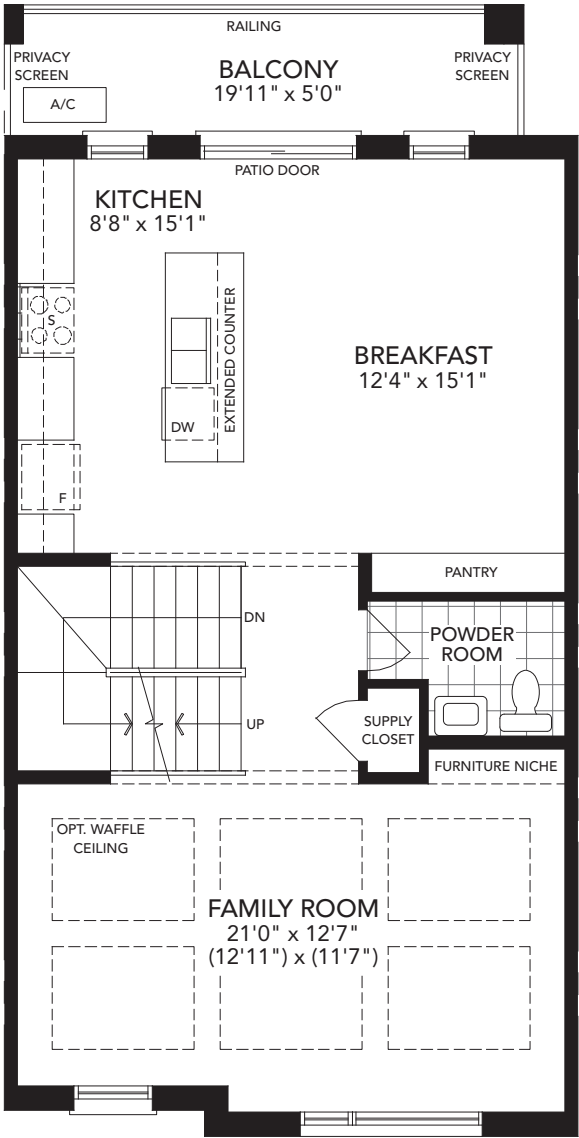 RAILING
PRIVACY
SCREEN
BALCONY
19'11" x 5'0"
PRIVACY
SCREEN
A/C
PATIO DOOR
KITCHEN
8'8" x 15'1"
S
EXTENDED COUNTER
BREAKFAST
12'4" x 15'1"
DW
F
PANTRY
DN
POWDER
ROOM
UP
SUPPLY
CLOSET
FURNITURE NICHE
OPT. WAFFLE
CEILING
FAMILY ROOM
21'0" x 12'7"
(12'11") x (11'7")